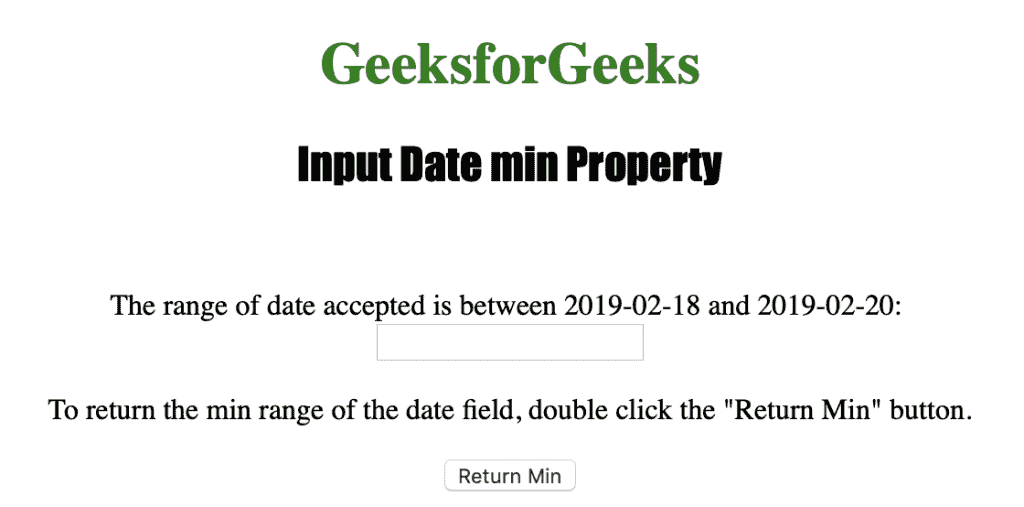 GeeksforGeeks
Input Date min Property
The range of date accepted is between 2019-02-18 and 2019-02-20:
To return the min range of the date field, double click the "Return Min" button.
Return Min